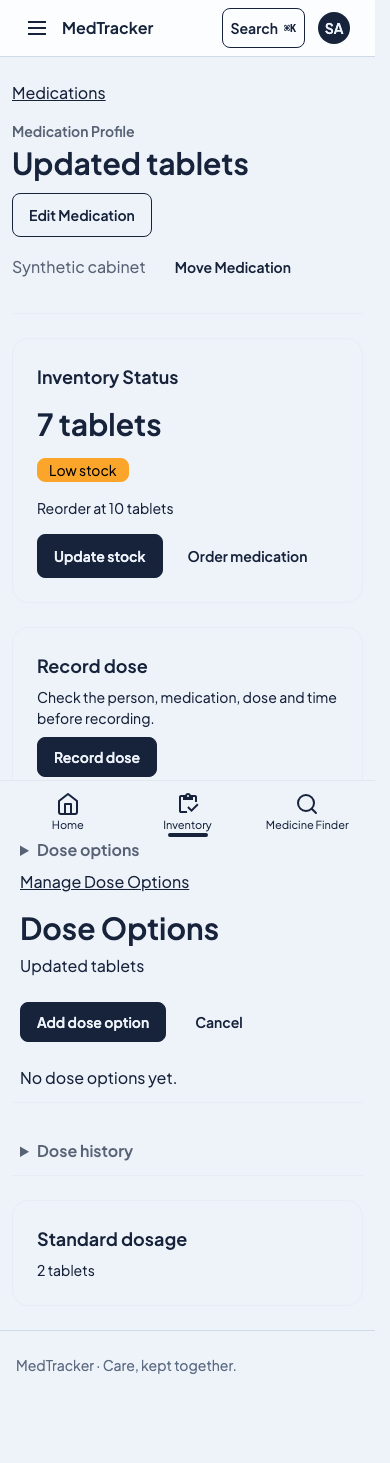 MedTracker
Search ⌘K
SA
Medications
Medication Profile
Updated tablets
Edit Medication
Synthetic cabinet
Move Medication
Inventory Status
7 tablets
Low stock
Reorder at 10 tablets
Update stock
Order medication
Record dose
Check the person, medication, dose and time
before recording.
Record dose
Home
Inventory
Medicine Finder
Dose options
Manage Dose Options
Dose Options
Updated tablets
Add dose option
Cancel
No dose options yet.
Dose history
Standard dosage
2 tablets
MedTracker · Care, kept together.